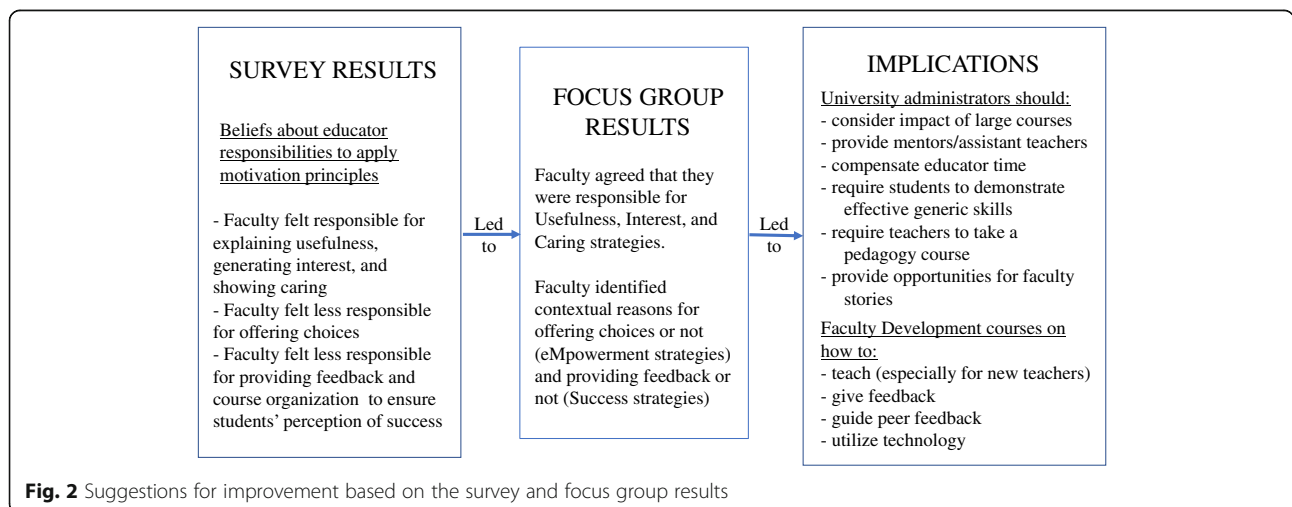 SURVEY RESULTS
Beliefs about educator
responsibilities to apply
motivation principles
- Faculty felt responsible for
explaining usefulness,
generating interest, and
showing caring
- Faculty felt less responsible
for offering choices
- Faculty felt less responsible
for providing feedback and
course organization to ensure
students' perception of success
Led
to
FOCUS GROUP
RESULTS
Faculty agreed that they
were responsible for
Usefulness, Interest, and
Caring strategies.
Faculty identified
contextual reasons for
offering choices or not
(eMpowerment strategies)
and providing feedback or
not (Success strategies)
Led
to
IMPLICATIONS
University administrators should:
- consider impact of large courses
- provide mentors/assistant teachers
- compensate educator time
- require students to demonstrate
effective generic skills
- require teachers to take a
pedagogy course
- provide opportunities for faculty
stories
Faculty Development courses on
how to:
- teach (especially for new teachers)
- give feedback
- guide peer feedback
- utilize technology
Fig. 2 Suggestions for improvement based on the survey and focus group results